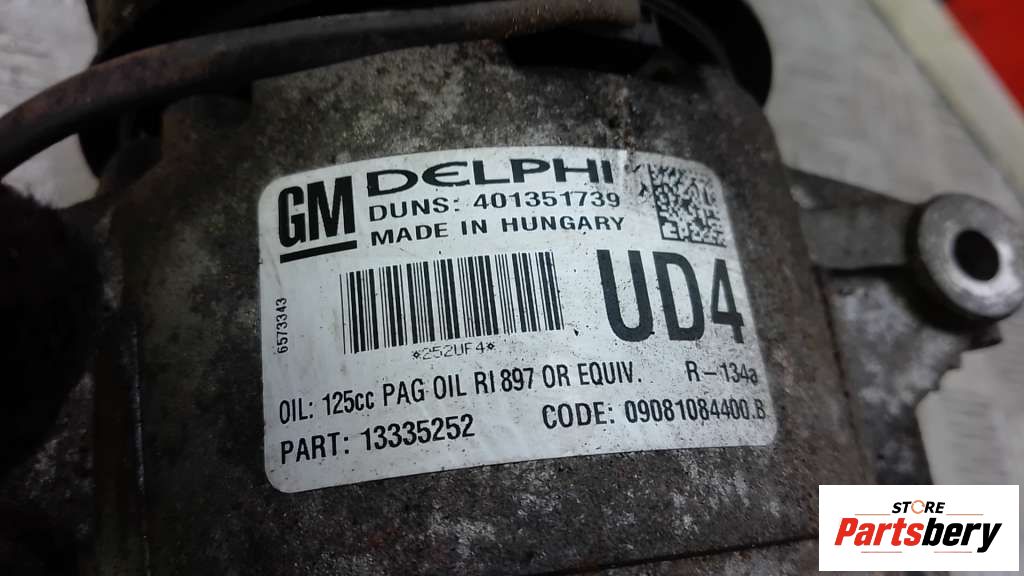 GM DELPHI
DUNS: 401351739
MADE IN HUNGARY
UD4
6573343
*252UF4*
OIL: 125cc PAG OIL RI 897 OR EQUIV. R-134a
PART: 13335252 CODE: 09081084400.B
STORE
Partsbery